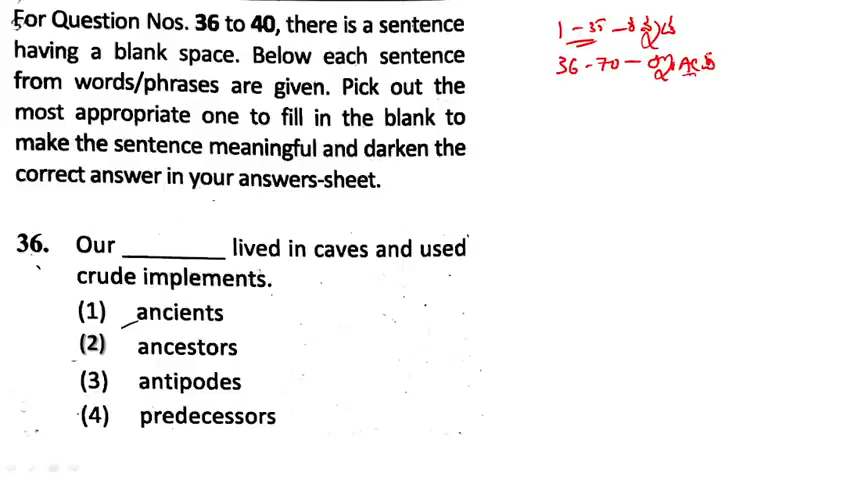 For Question Nos. 36 to 40, there is a sentence
having a blank space. Below each sentence
from words/phrases are given. Pick out the
most appropriate one to fill in the blank to
make the sentence meaningful and darken the
correct answer in your answers-sheet.
36. Our ________ lived in caves and used
crude implements.
(1) ancients
(2) ancestors
(3) antipodes
(4) predecessors
1 - 35 -
36 - 70 -